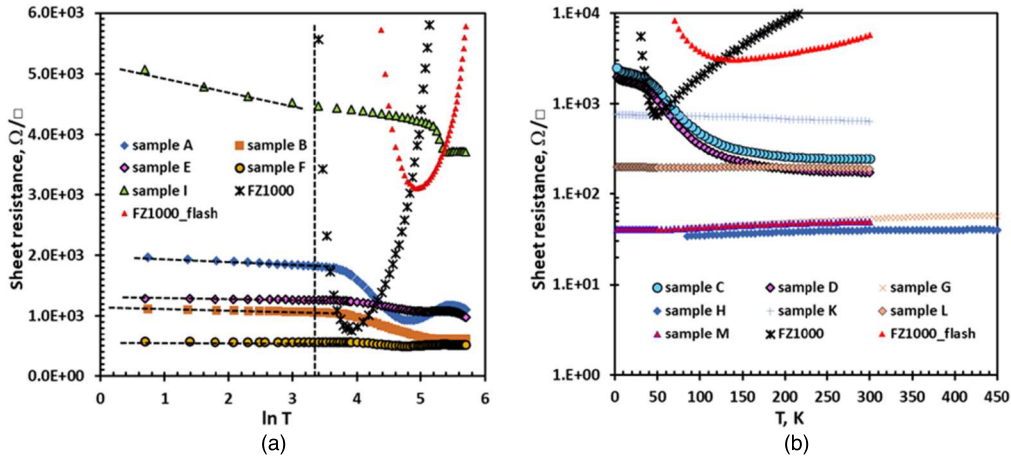 6.0E+03
5.0E+03
4.0E+03
3.0E+03
2.0E+03
1.0E+03
0.0E+00
Sheet resistance, Ω/□
sample A
sample B
sample E
sample F
sample I
FZ1000
FZ1000_flash
0 1 2 3 4 5 6
ln T
(a)
1.E+04
1.E+03
1.E+02
1.E+01
1.E+00
Sheet resistance, Ω/□
sample C
sample D
sample G
sample H
sample K
sample L
sample M
FZ1000
FZ1000_flash
0 50 100 150 200 250 300 350 400 450
T, K
(b)